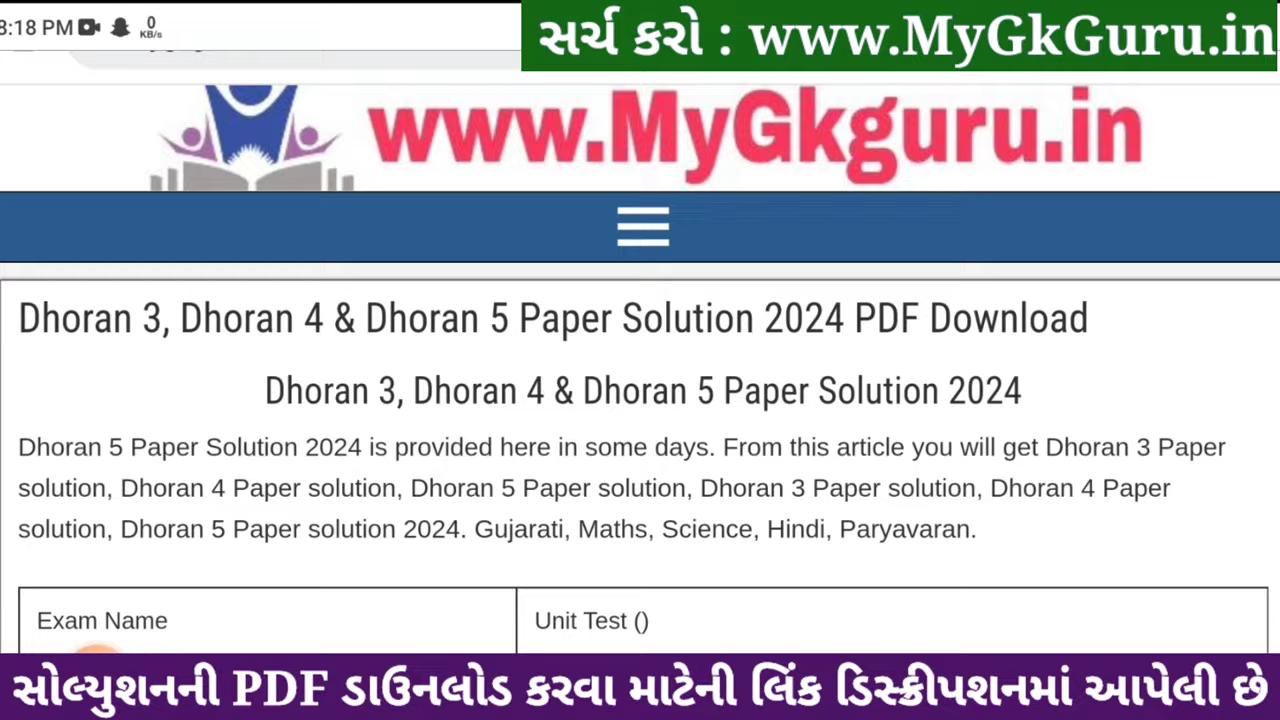 8:18 PM 0 KB/s
સર્ચ કરો : www.MyGkGuru.in
www.MyGkguru.in
Dhoran 3, Dhoran 4 & Dhoran 5 Paper Solution 2024 PDF Download
Dhoran 3, Dhoran 4 & Dhoran 5 Paper Solution 2024
Dhoran 5 Paper Solution 2024 is provided here in some days. From this article you will get Dhoran 3 Paper
solution, Dhoran 4 Paper solution, Dhoran 5 Paper solution, Dhoran 3 Paper solution, Dhoran 4 Paper
solution, Dhoran 5 Paper solution 2024. Gujarati, Maths, Science, Hindi, Paryavaran.
Exam Name Unit Test ()
સોલ્યુશનની PDF ડાઉનલોડ કરવા માટેની લિંક ડિસ્ક્રીપશનમાં આપેલી છે